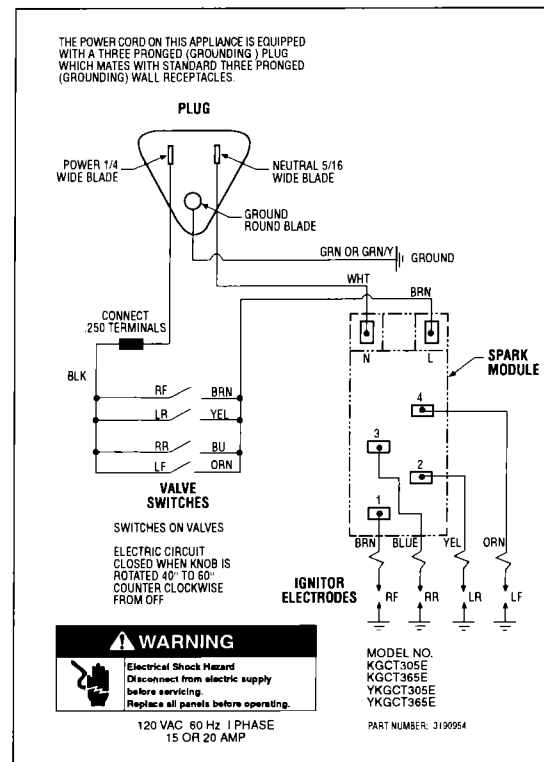 THE POWER CORD ON THIS APPLIANCE IS EQUIPPED
WITH A THREE PRONGED (GROUNDING ) PLUG
WHICH MATES WITH STANDARD THREE PRONGED
(GROUNDING) WALL RECEPTACLES.
PLUG
POWER 1/4
WIDE BLADE
NEUTRAL 5/16
WIDE BLADE
GROUND
ROUND BLADE
GRN OR GRN/Y
GROUND
WHT
BRN
CONNECT
.250 TERMINALS
N
L
SPARK
MODULE
BLK
RF
BRN
LR
YEL
RR
BU
LF
ORN
4
3
2
1
VALVE
SWITCHES
SWITCHES ON VALVES
ELECTRIC CIRCUIT
CLOSED WHEN KNOB IS
ROTATED 40° TO 60°
COUNTER CLOCKWISE
FROM OFF
BRN
BLUE
YEL
ORN
IGNITOR
ELECTRODES
RF
RR
LR
LF
WARNING
Electrical Shock Hazard
Disconnect from electric supply
before servicing.
Replace all panels before operating.
120 VAC 60 Hz I PHASE
15 OR 20 AMP
MODEL NO.
KGCT305E
KGCT365E
YKGCT305E
YKGCT365E
PART NUMBER: 3190954